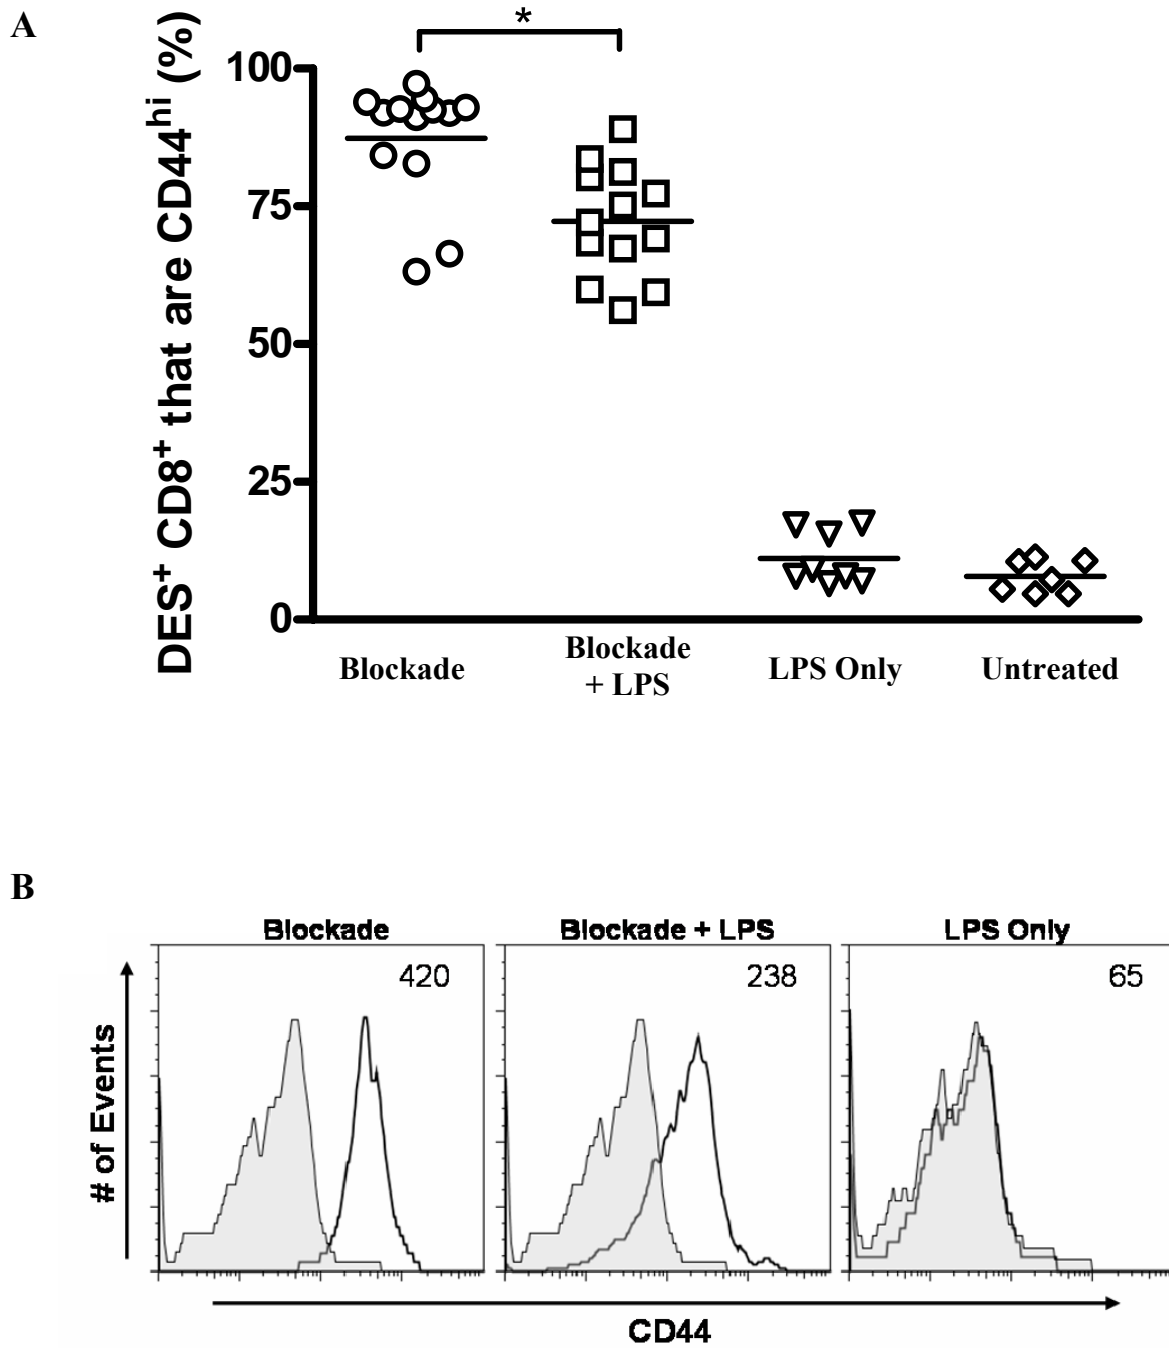 A
*
DES⁺ CD8⁺ that are CD44ʰⁱ (%)
100
75
50
25
0
Blockade
Blockade
+ LPS
LPS Only
Untreated
B
Blockade
Blockade + LPS
LPS Only
420
238
65
# of Events
CD44